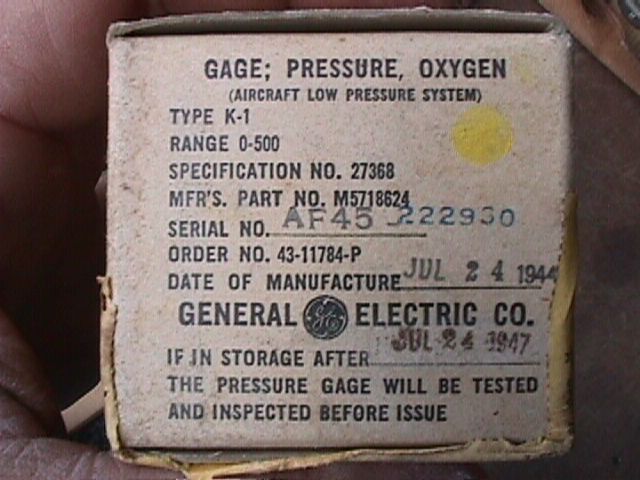 GAGE; PRESSURE, OXYGEN
(AIRCRAFT LOW PRESSURE SYSTEM)
TYPE K-1
RANGE 0-500
SPECIFICATION NO. 27368
MFR'S. PART NO. M5718624
SERIAL NO. AF45 222930
ORDER NO. 43-11784-P
DATE OF MANUFACTURE JUL 24 1944
GENERAL GE ELECTRIC CO.
IF IN STORAGE AFTER JUL 24 1947
THE PRESSURE GAGE WILL BE TESTED
AND INSPECTED BEFORE ISSUE